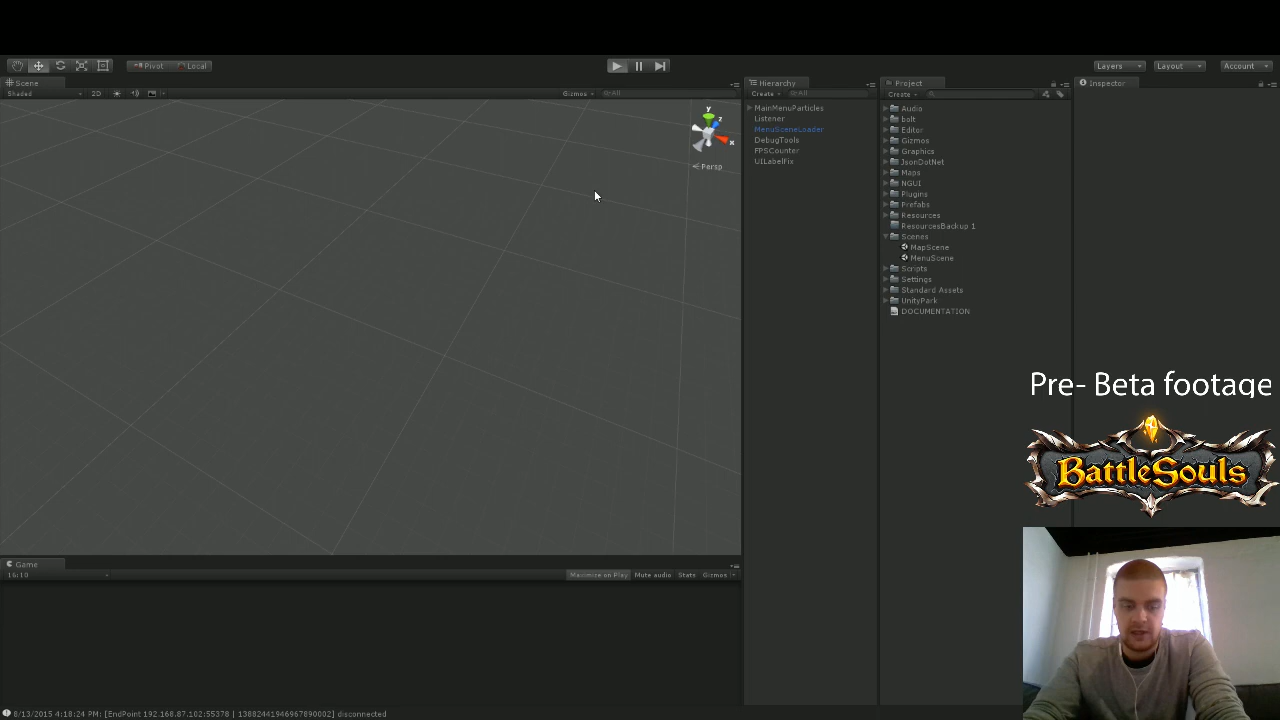 Pivot Local
Layers Layout Account
Scene
Shaded 2D Gizmos All
y
z
x
Persp
Hierarchy
Create All
MainMenuParticles
Listener
MenuSceneLoader
DebugTools
FPSCounter
UILabelFix
Project
Create
Audio
bolt
Editor
Gizmos
Graphics
JsonDotNet
Maps
NGUI
Plugins
Prefabs
Resources
ResourcesBackup 1
Scenes
MapScene
MenuScene
Scripts
Settings
Standard Assets
UnityPark
DOCUMENTATION
Inspector
Pre- Beta footage
BattleSouls
Game
16:10 Maximize on Play Mute audio Stats Gizmos
8/13/2015 4:18:24 PM: [EndPoint 192.168.87.102:55378 | 13882441946967890002] disconnected